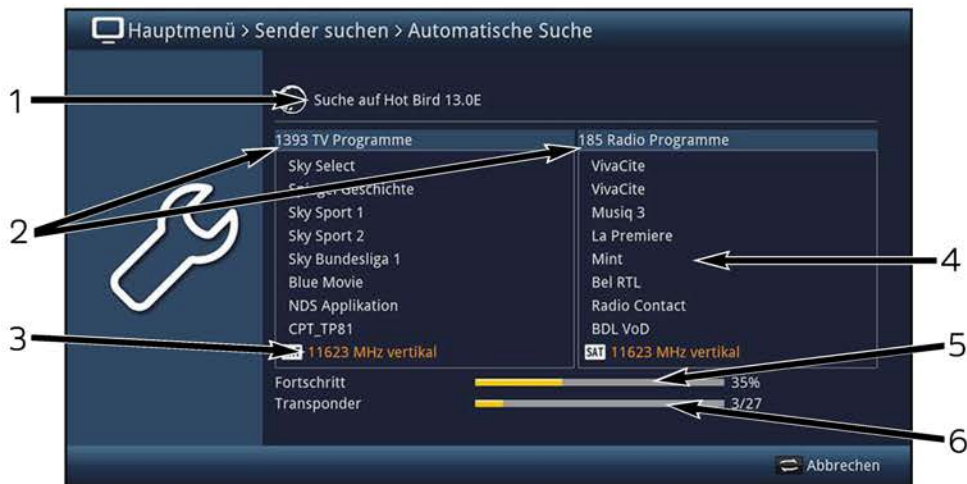 Hauptmenü > Sender suchen > Automatische Suche
1
Suche auf Hot Bird 13.0E
1393 TV Programme
185 Radio Programme
Sky Select
VivaCite
Spiegel Geschichte
VivaCite
2
Sky Sport 1
Musiq 3
Sky Sport 2
La Premiere
Sky Bundesliga 1
Mint
4
Blue Movie
Bel RTL
NDS Applikation
Radio Contact
CPT_TP81
BDL VoD
3
11623 MHz vertikal
SAT 11623 MHz vertikal
5
Fortschritt
35%
Transponder
3/27
6
Abbrechen